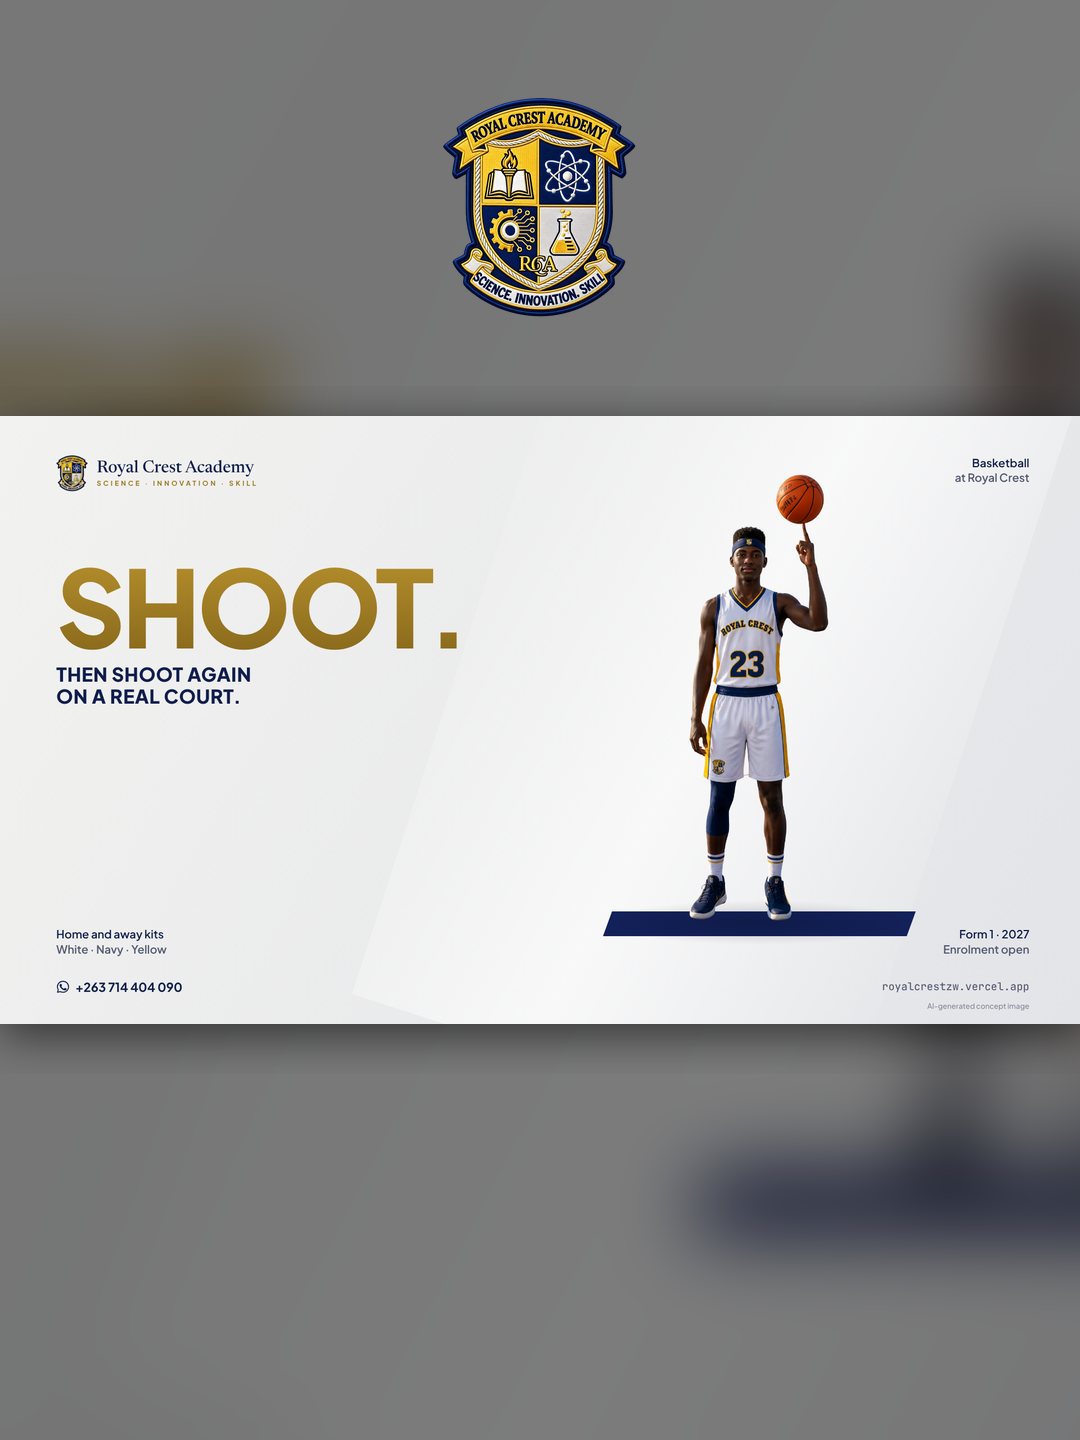 ROYAL CREST ACADEMY
RCA
SCIENCE. INNOVATION. SKILL
Royal Crest Academy
SCIENCE · INNOVATION · SKILL
Basketball
at Royal Crest
SHOOT.
THEN SHOOT AGAIN
ON A REAL COURT.
ROYAL CREST
23
Home and away kits
White · Navy · Yellow
+263 714 404 090
Form 1 · 2027
Enrolment open
royalcrestzw.vercel.app
AI-generated concept image